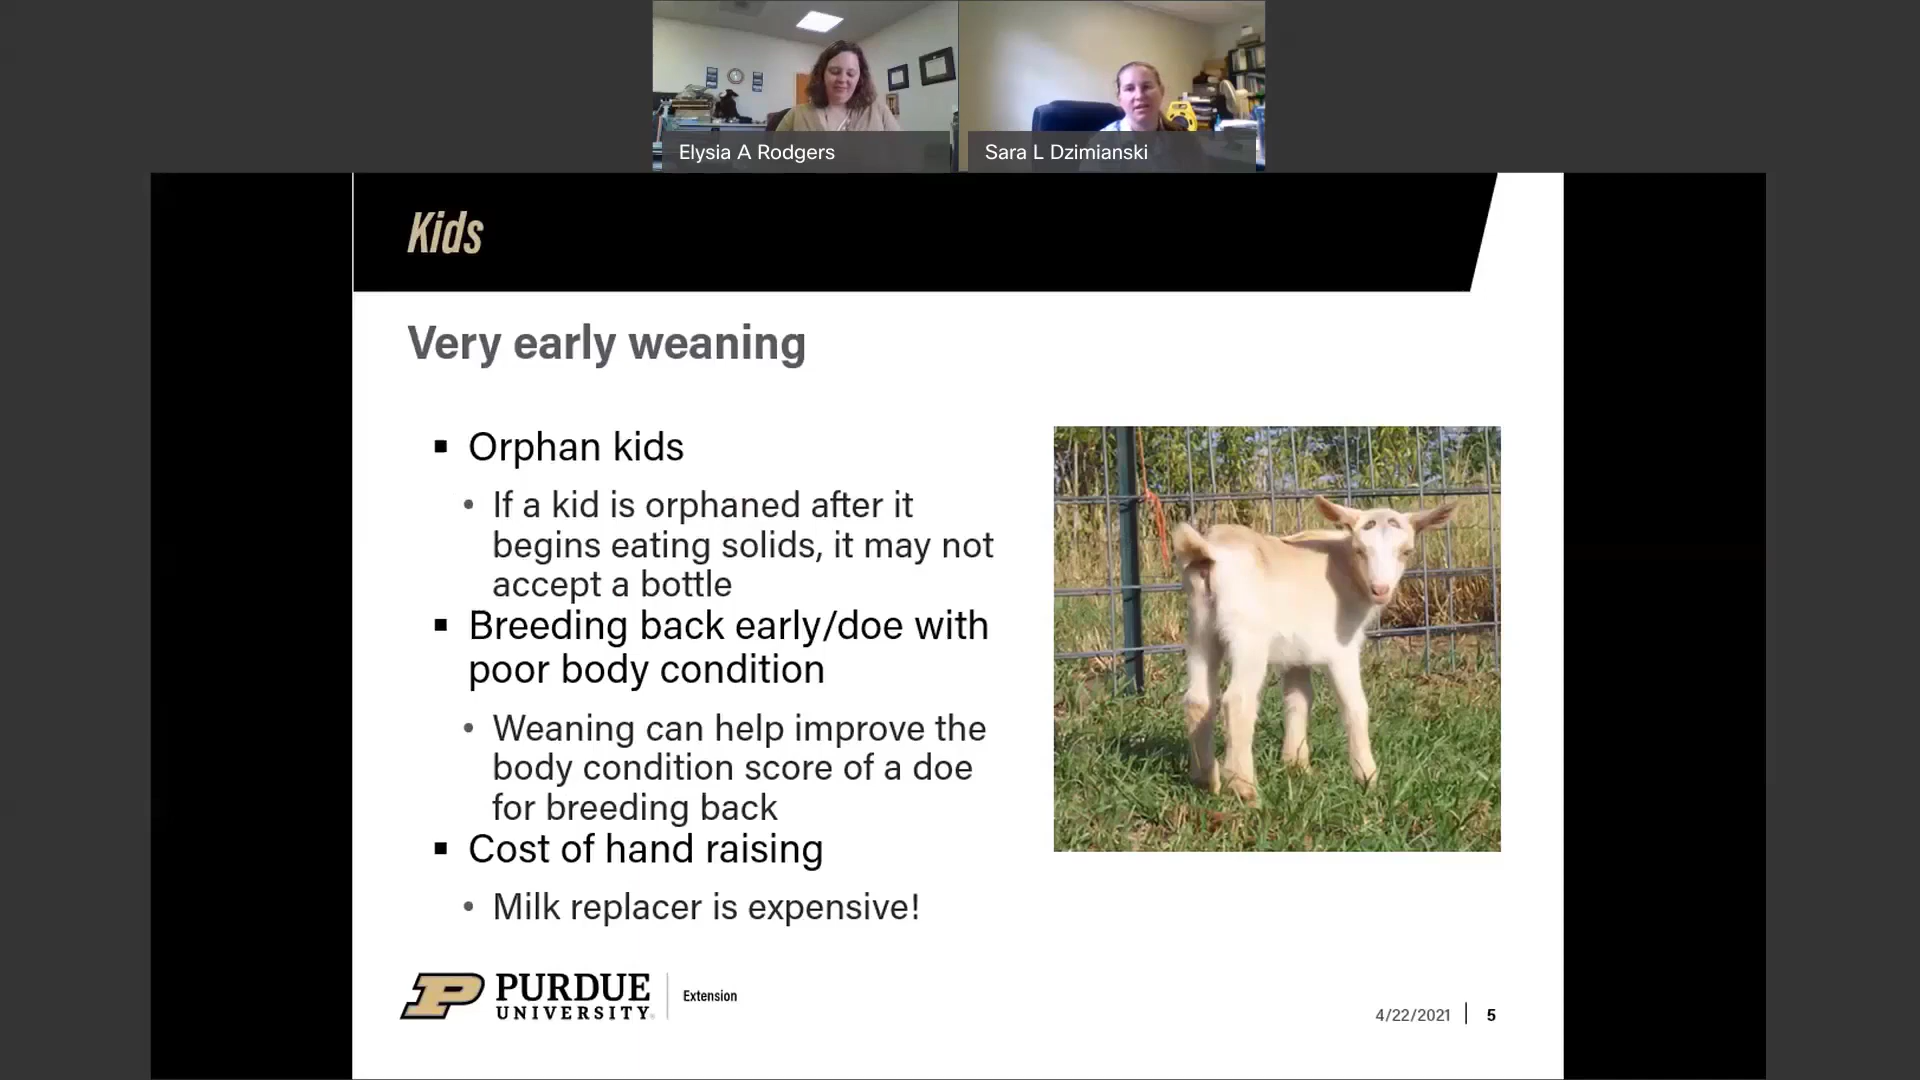 Elysia A Rodgers
Sara L Dzimianski
Kids
Very early weaning
▪ Orphan kids
• If a kid is orphaned after it
begins eating solids, it may not
accept a bottle
▪ Breeding back early/doe with
poor body condition
• Weaning can help improve the
body condition score of a doe
for breeding back
▪ Cost of hand raising
• Milk replacer is expensive!
PURDUE
UNIVERSITY
Extension
4/22/2021 | 5